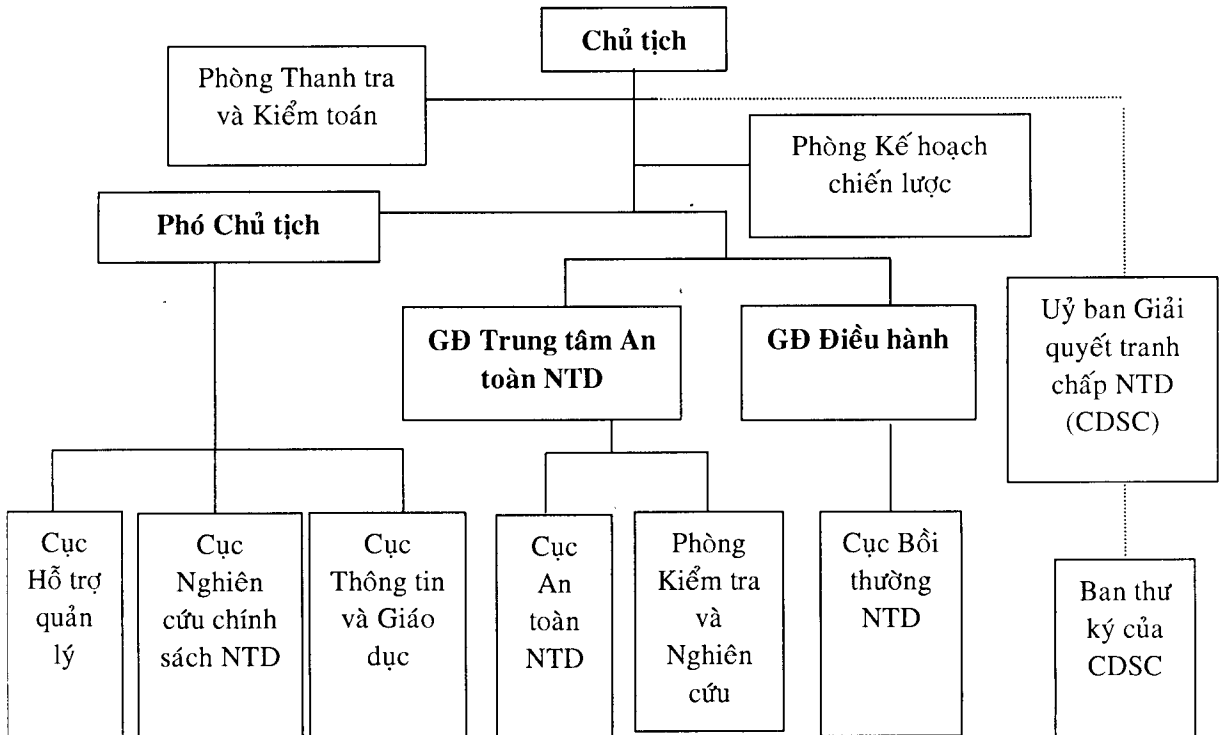 Chủ tịch
Phòng Thanh tra
và Kiểm toán
Phòng Kế hoạch
chiến lược
Phó Chủ tịch
GĐ Trung tâm An
toàn NTD
GĐ Điều hành
Uỷ ban Giải
quyết tranh
chấp NTD
(CDSC)
Cục
Hỗ trợ
quản
lý
Cục
Nghiên
cứu chính
sách NTD
Cục
Thông tin
và Giáo
dục
Cục
An
toàn
NTD
Phòng
Kiểm tra
và
Nghiên
cứu
Cục Bồi
thường
NTD
Ban thư
ký của
CDSC